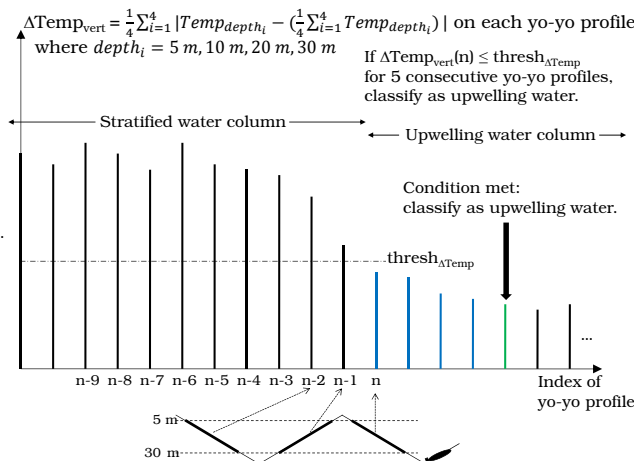 ΔTemp_vert = 1/4 ∑_{i=1}^{4} |Temp_{depth_i} − (1/4 ∑_{i=1}^{4} Temp_{depth_i})| on each yo-yo profile
where depth_i = 5 m, 10 m, 20 m, 30 m
If ΔTemp_vert(n) ≤ thresh_ΔTemp
for 5 consecutive yo-yo profiles,
classify as upwelling water.
Stratified water column
Upwelling water column
Condition met:
classify as upwelling water.
thresh_ΔTemp
...
n-9 n-8 n-7 n-6 n-5 n-4 n-3 n-2 n-1 n
Index of
yo-yo profile
5 m
30 m